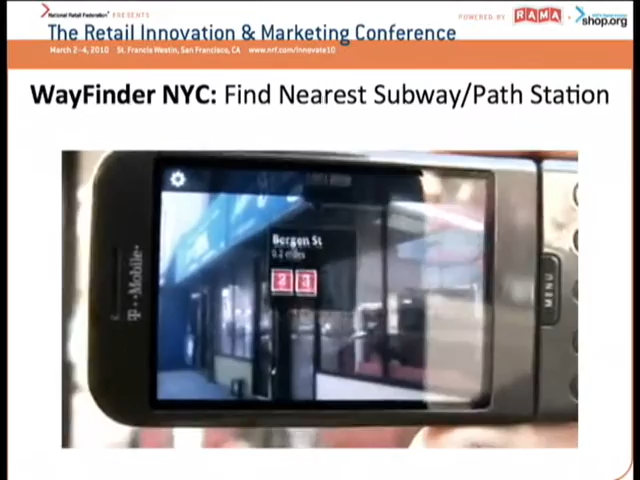 National Retail Federation PRESENTS
The Retail Innovation & Marketing Conference
March 2–4, 2010 St. Francis Westin, San Francisco, CA www.nrf.com/innovate10
POWERED BY RAMA shop.org
WayFinder NYC: Find Nearest Subway/Path Station
T··Mobile·
Bergen St
2 3
MENU